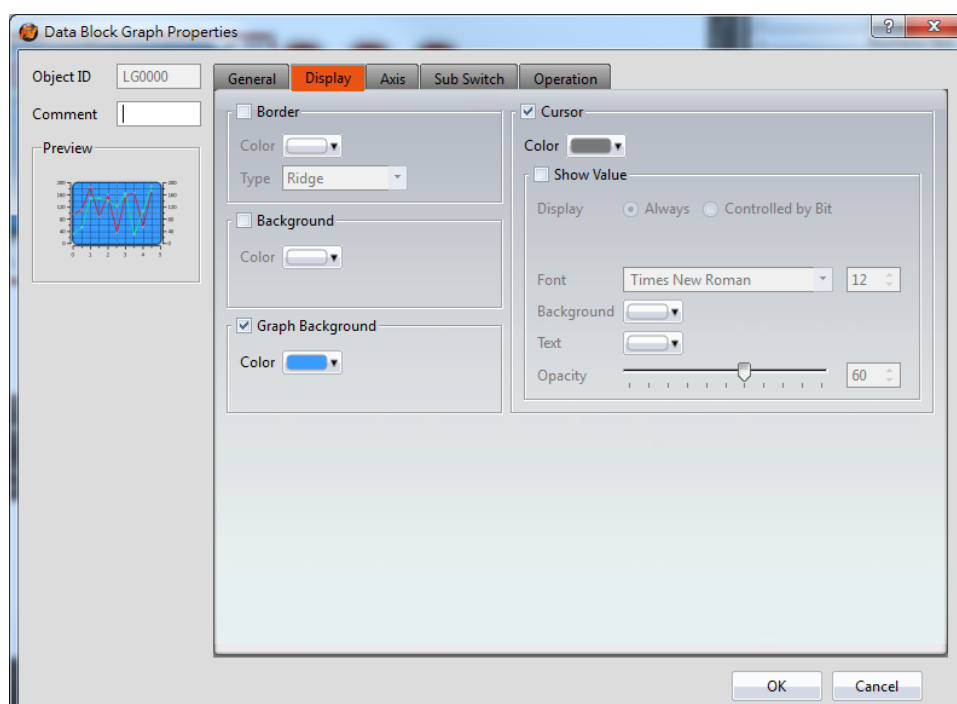 Data Block Graph Properties
Object ID LG0000
Comment
Preview
General Display Axis Sub Switch Operation
Border
Color
Type Ridge
Background
Color
Graph Background
Color
Cursor
Color
Show Value
Display Always Controlled by Bit
Font Times New Roman 12
Background
Text
Opacity 60
OK Cancel